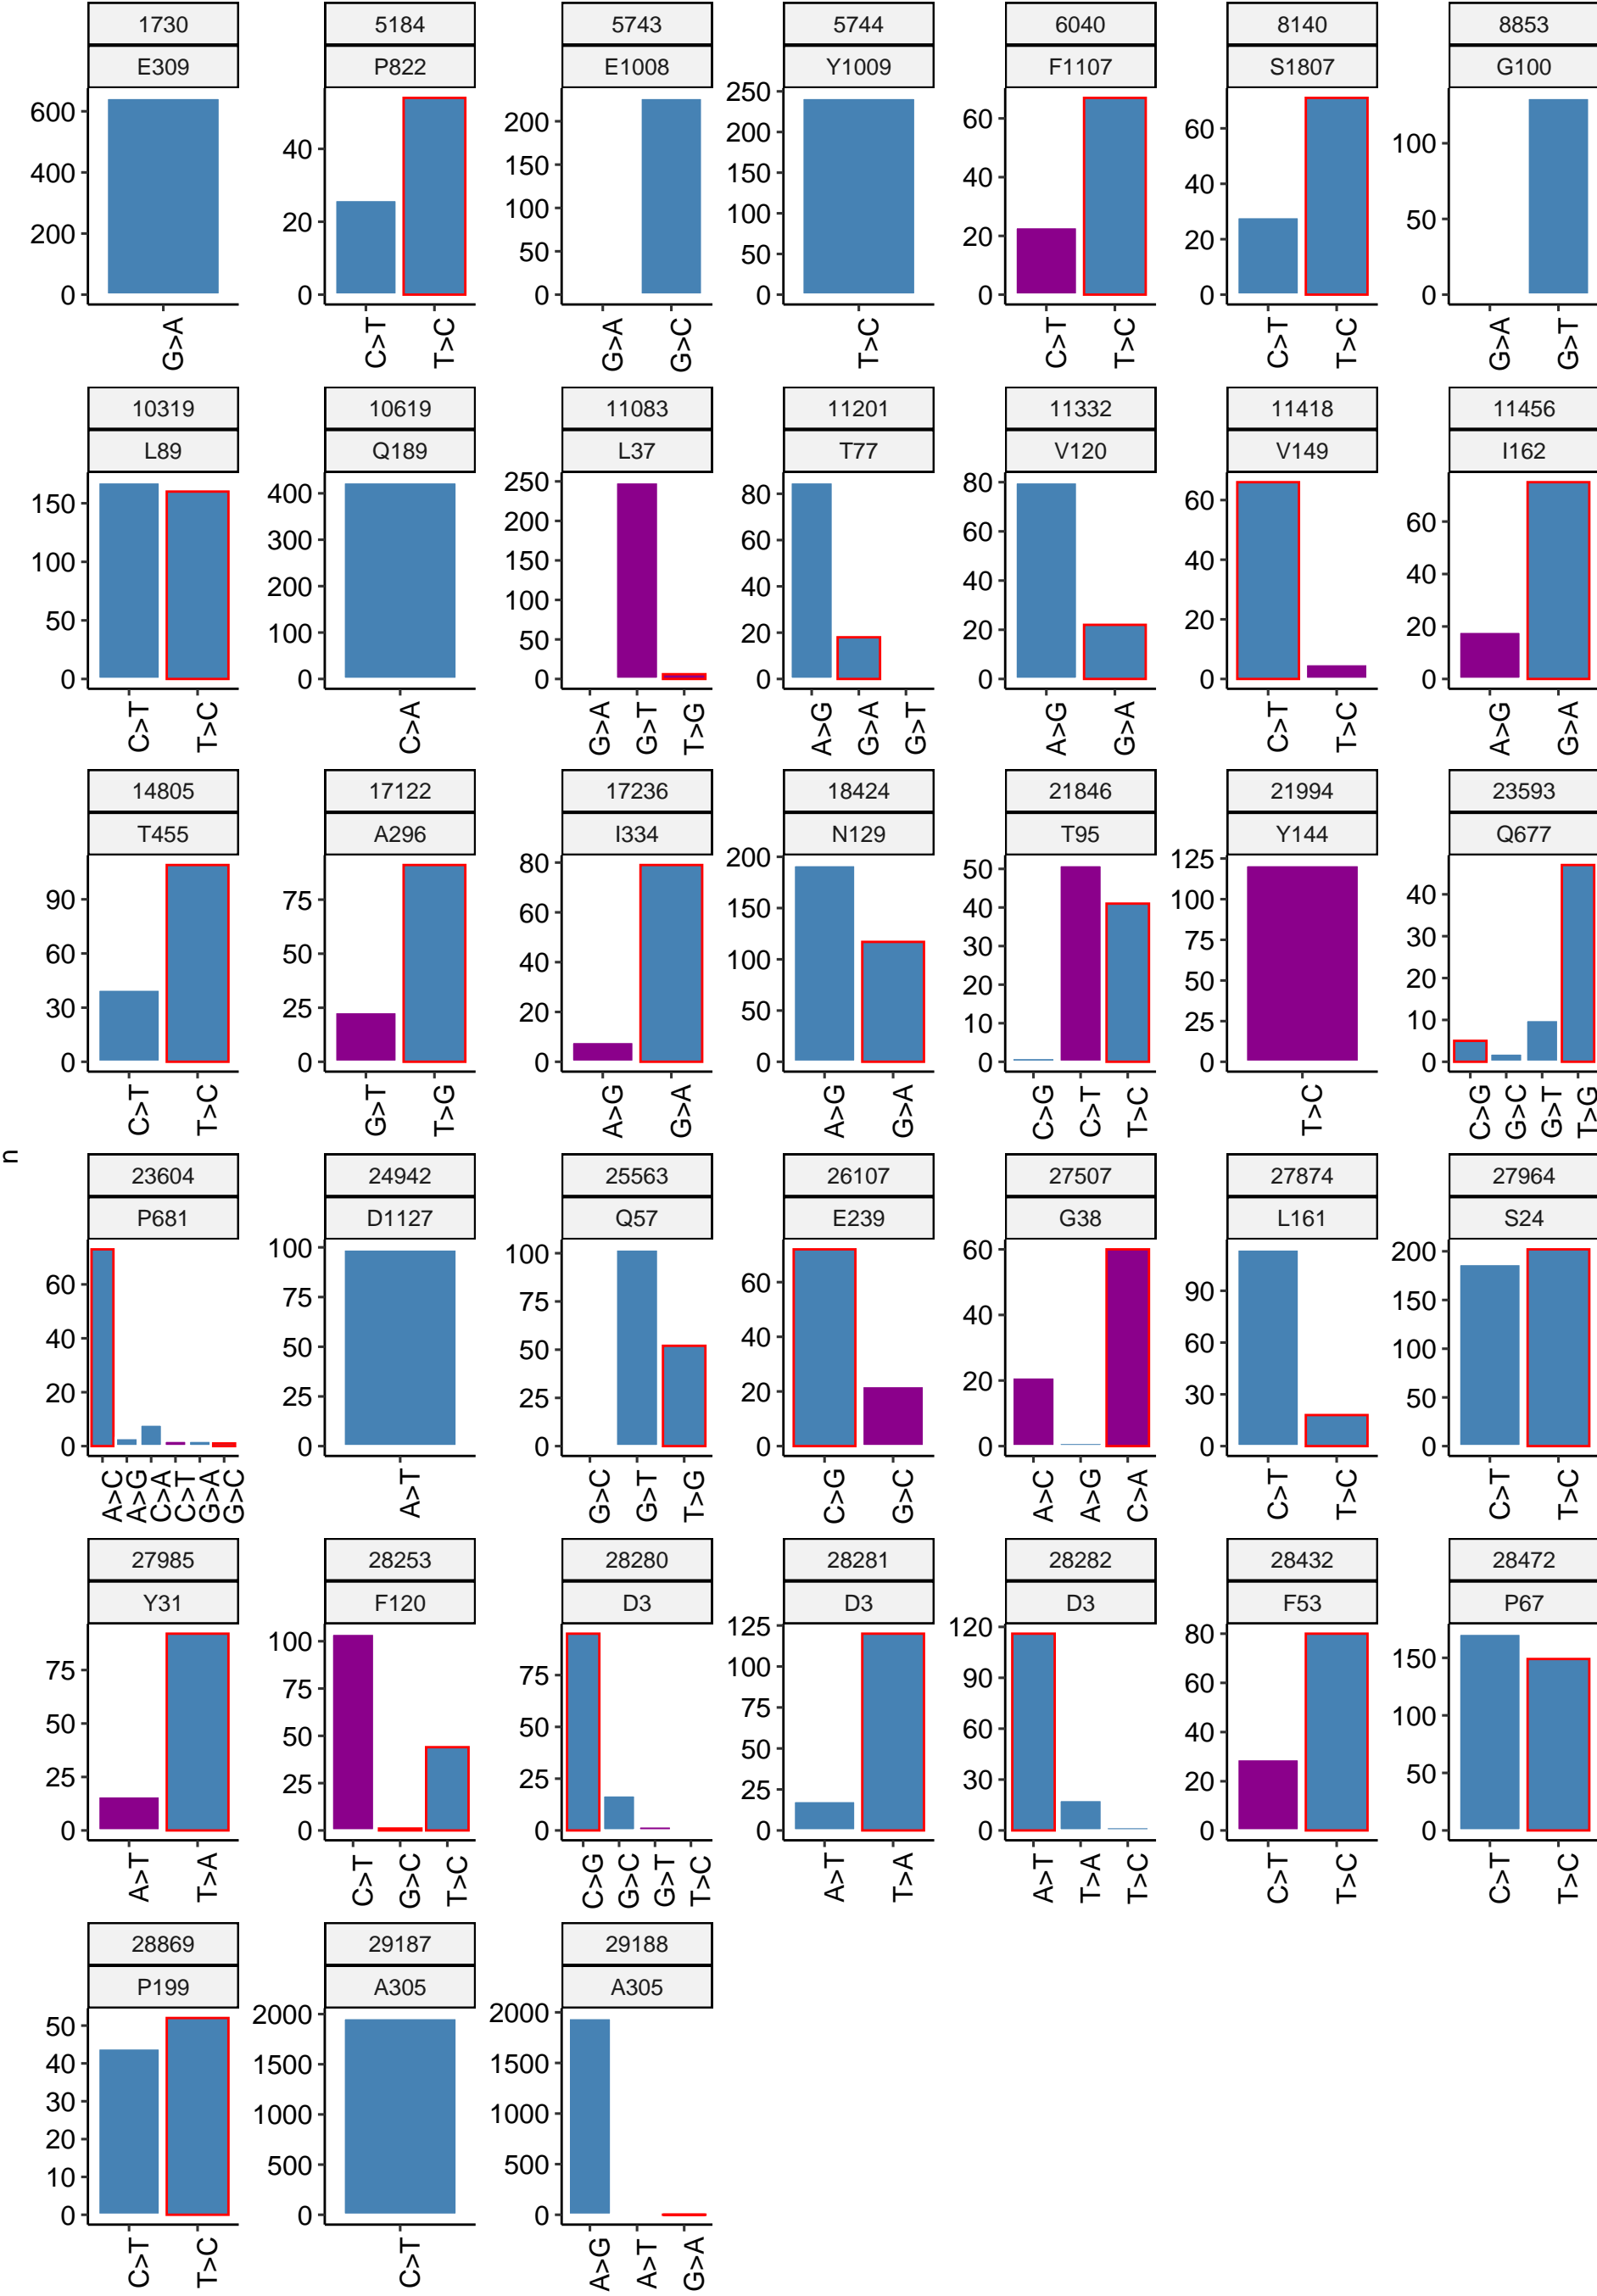 1730 5184 5743 5744 6040 8140 8853
E309 P822 E1008 Y1009 F1107 S1807 G100
600 400 200 0
40 20 0
200 150 100 50 0
250 200 150 100 50 0
60 40 20 0
60 40 20 0
100 50 0
G>A
C>T T>C
G>A G>C
T>C
C>T T>C
C>T T>C
G>A G>T
10319 10619 11083 11201 11332 11418 11456
L89 Q189 L37 T77 V120 V149 I162
150 100 50 0
400 300 200 100 0
250 200 150 100 50 0
80 60 40 20 0
80 60 40 20 0
60 40 20 0
60 40 20 0
C>T T>C
C>A
G>A G>T T>G
A>G G>A G>T
A>G G>A
C>T T>C
A>G G>A
14805 17122 17236 18424 21846 21994 23593
T455 A296 I334 N129 T95 Y144 Q677
90 60 30 0
75 50 25 0
80 60 40 20 0
200 150 100 50 0
50 40 30 20 10 0
125 100 75 50 25 0
40 30 20 10 0
C>T T>C
G>T T>G
A>G G>A
A>G G>A
C>G C>T T>C
T>C
C>G G>C G>T T>G
n
23604 24942 25563 26107 27507 27874 27964
P681 D1127 Q57 E239 G38 L161 S24
60 40 20 0
100 75 50 25 0
100 75 50 25 0
60 40 20 0
60 40 20 0
90 60 30 0
200 150 100 50 0
A>C A>G C>A C>T G>A G>C
A>T
G>C G>T T>G
C>G G>C
A>C A>G C>A
C>T T>C
C>T T>C
27985 28253 28280 28281 28282 28432 28472
Y31 F120 D3 D3 D3 F53 P67
75 50 25 0
100 75 50 25 0
75 50 25 0
125 100 75 50 25 0
120 90 60 30 0
80 60 40 20 0
150 100 50 0
A>T T>A
C>T G>C T>C
C>G G>C G>T T>C
A>T T>A
A>T T>A T>C
C>T T>C
C>T T>C
28869 29187 29188
P199 A305 A305
50 40 30 20 10 0
2000 1500 1000 500 0
2000 1500 1000 500 0
C>T T>C
C>T
A>G A>T G>A